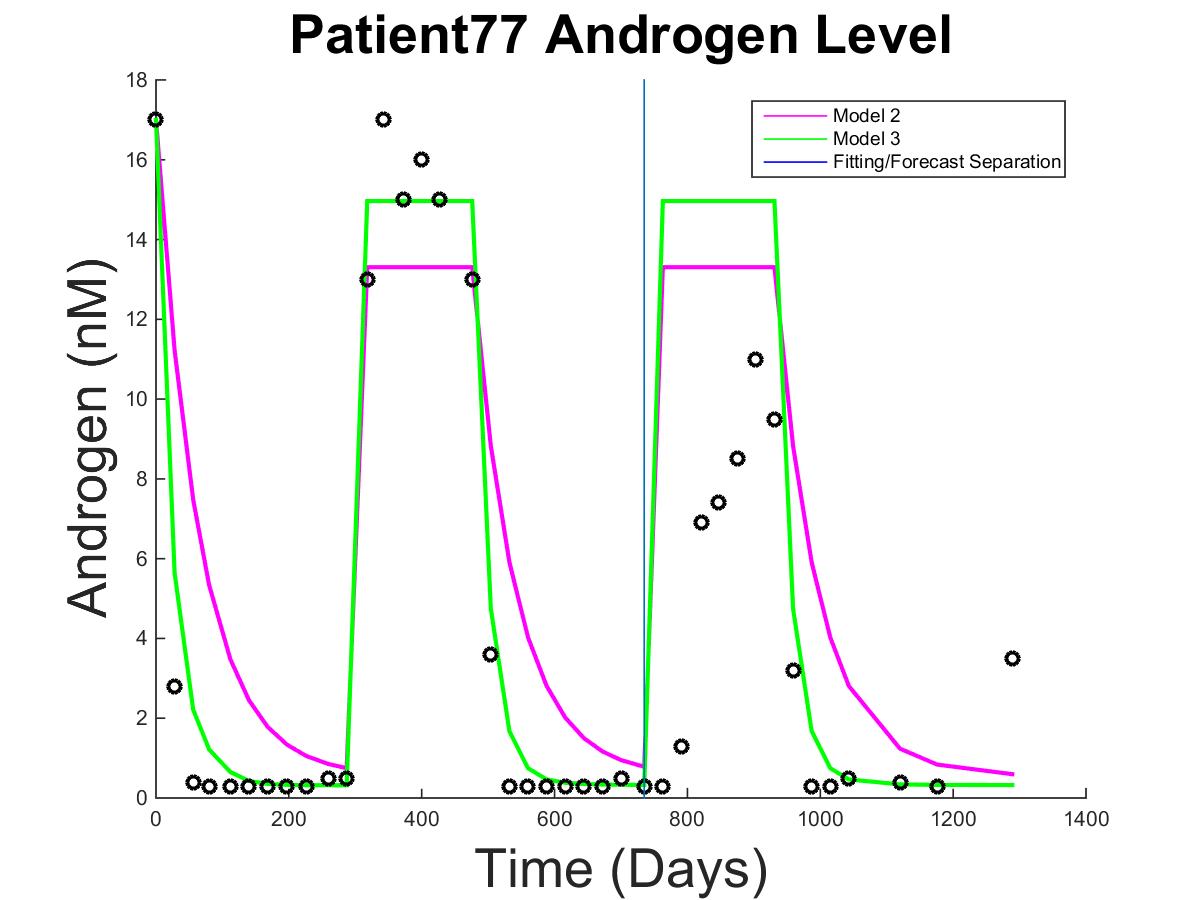 Patient77 Androgen Level
Model 2
Model 3
Fitting/Forecast Separation
Androgen (nM)
18
16
14
12
10
8
6
4
2
0
0 200 400 600 800 1000 1200 1400
Time (Days)